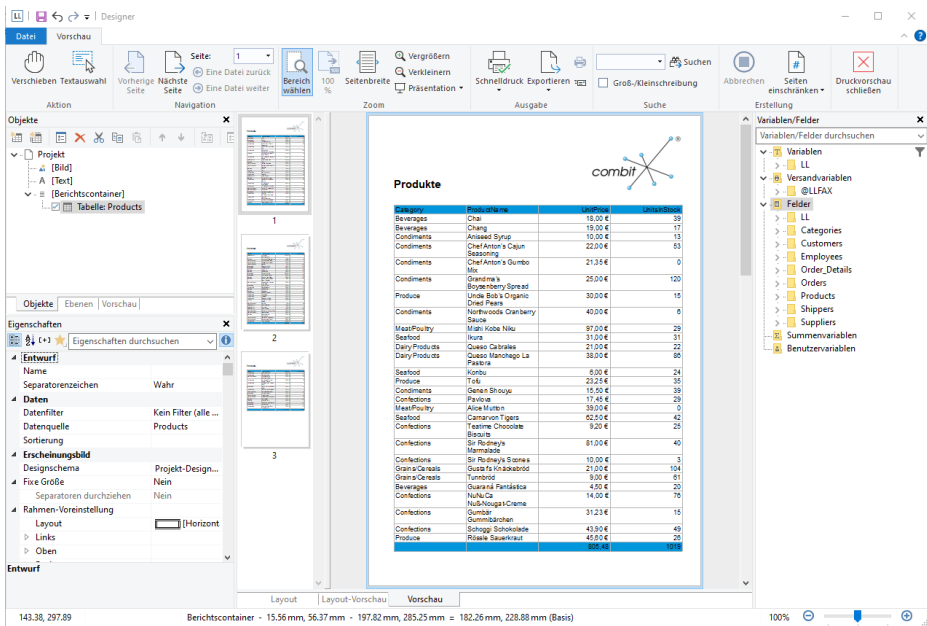 LL Designer
Datei Vorschau
Verschieben Textauswahl
Aktion
Vorherige Seite Nächste Seite
Seite: 1
Eine Datei zurück
Eine Datei weiter
Navigation
Bereich wählen 100 % Seitenbreite
Vergrößern
Verkleinern
Präsentation
Zoom
Schnelldruck Exportieren
Ausgabe
Suchen
Groß-/Kleinschreibung
Suche
Abbrechen Seiten einschränken
Erstellung
Druckvorschau schließen
Objekte
Projekt
[Bild]
[Text]
[Berichtscontainer]
Tabelle: Products
Objekte Ebenen Vorschau
Eigenschaften
Eigenschaften durchsuchen
Entwurf
Name
Separatorenzeichen Wahr
Daten
Datenfilter Kein Filter (alle ...
Datenquelle Products
Sortierung
Erscheinungsbild
Designschema Projekt-Design...
Fixe Größe Nein
Separatoren durchziehen Nein
Rahmen-Voreinstellung
Layout [Horizont
Links
Oben
Entwurf
1
2
3
combit ®
Produkte
Category ProductName UnitPrice UnitsInStock
Beverages Chai 18,00 € 39
Beverages Chang 19,00 € 17
Condiments Aniseed Syrup 10,00 € 13
Condiments Chef Anton's Cajun Seasoning 22,00 € 53
Condiments Chef Anton's Gumbo Mix 21,35 € 0
Condiments Grandma's Boysenberry Spread 25,00 € 120
Produce Uncle Bob's Organic Dried Pears 30,00 € 15
Condiments Northwoods Cranberry Sauce 40,00 € 6
Meat/Poultry Mishi Kobe Niku 97,00 € 29
Seafood Ikura 31,00 € 31
Dairy Products Queso Cabrales 21,00 € 22
Dairy Products Queso Manchego La Pastora 38,00 € 86
Seafood Konbu 6,00 € 24
Produce Tofu 23,25 € 35
Condiments Genen Shouyu 15,50 € 39
Confections Pavlova 17,45 € 29
Meat/Poultry Alice Mutton 39,00 € 0
Seafood Carnarvon Tigers 62,50 € 42
Confections Teatime Chocolate Biscuits 9,20 € 25
Confections Sir Rodney's Marmalade 81,00 € 40
Confections Sir Rodney's Scones 10,00 € 3
Grains/Cereals Gustaf's Knäckebröd 21,00 € 104
Grains/Cereals Tunnbröd 9,00 € 61
Beverages Guaraná Fantástica 4,50 € 20
Confections NuNuCa Nuß-Nougat-Creme 14,00 € 76
Confections Gumbär Gummibärchen 31,23 € 15
Confections Schoggi Schokolade 43,90 € 49
Produce Rössle Sauerkraut 45,60 € 26
805,48 1019
Layout Layout-Vorschau Vorschau
Variablen/Felder
Variablen/Felder durchsuchen
Variablen
LL
Versandvariablen
@LLFAX
Felder
LL
Categories
Customers
Employees
Order_Details
Orders
Products
Shippers
Suppliers
Summenvariablen
Benutzervariablen
143.38, 297.89 Berichtscontainer - 15.56 mm, 56.37 mm - 197.82 mm, 285.25 mm = 182.26 mm, 228.88 mm (Basis) 100%